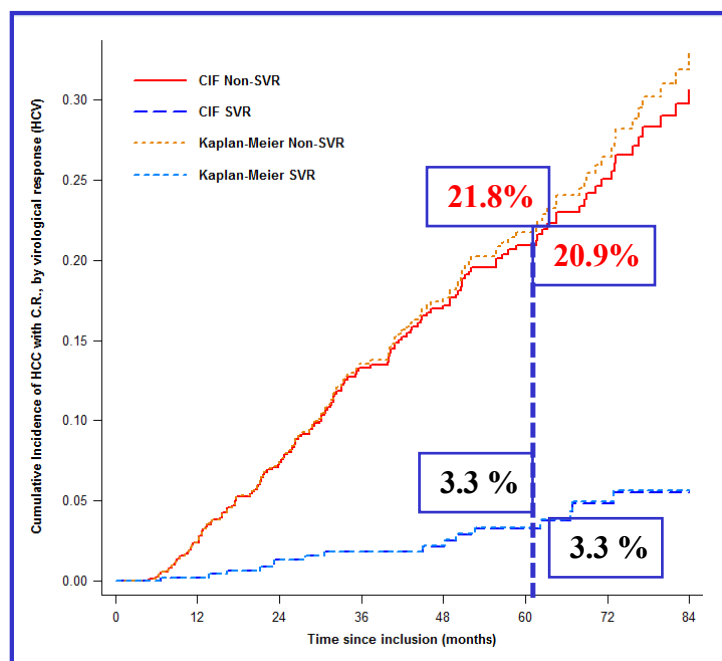 Cumulative Incidence of HCC with C.R., by virological response (HCV)
0.30
0.25
0.20
0.15
0.10
0.05
0.00
CIF Non-SVR
CIF SVR
Kaplan-Meier Non-SVR
Kaplan-Meier SVR
21.8%
20.9%
3.3 %
3.3 %
0 12 24 36 48 60 72 84
Time since inclusion (months)